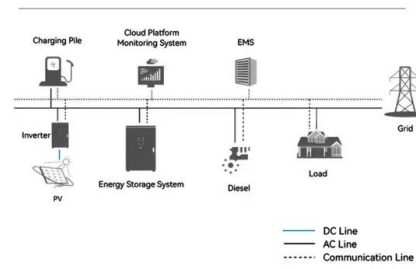 Charging Pile
Cloud Platform
Monitoring System
EMS
Grid
Inverter
PV
Energy Storage System
Diesel
Load
DC Line
AC Line
Communication Line